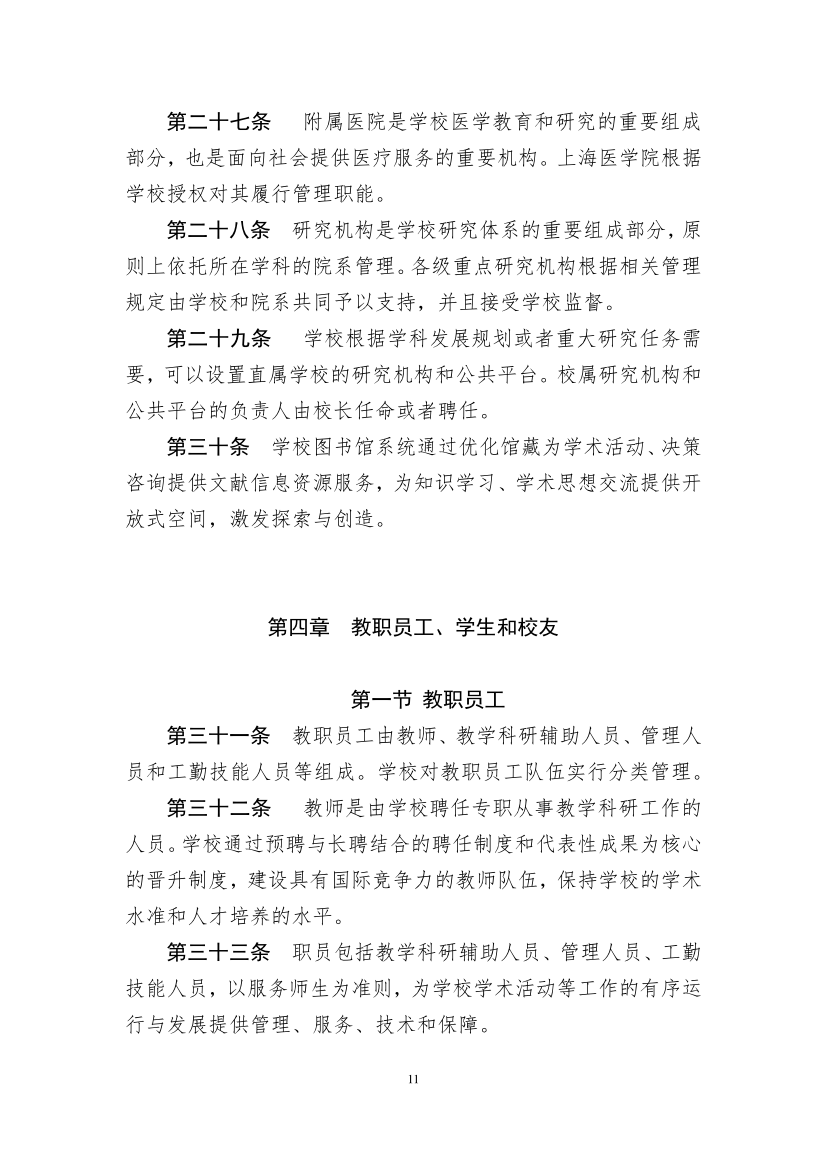 第二十七条　附属医院是学校医学教育和研究的重要组成
部分，也是面向社会提供医疗服务的重要机构。上海医学院根据
学校授权对其履行管理职能。
第二十八条　研究机构是学校研究体系的重要组成部分，原
则上依托所在学科的院系管理。各级重点研究机构根据相关管理
规定由学校和院系共同予以支持，并且接受学校监督。
第二十九条　学校根据学科发展规划或者重大研究任务需
要，可以设置直属学校的研究机构和公共平台。校属研究机构和
公共平台的负责人由校长任命或者聘任。
第三十条　学校图书馆系统通过优化馆藏为学术活动、决策
咨询提供文献信息资源服务，为知识学习、学术思想交流提供开
放式空间，激发探索与创造。
第四章　教职员工、学生和校友
第一节 教职员工
第三十一条　教职员工由教师、教学科研辅助人员、管理人
员和工勤技能人员等组成。学校对教职员工队伍实行分类管理。
第三十二条　教师是由学校聘任专职从事教学科研工作的
人员。学校通过预聘与长聘结合的聘任制度和代表性成果为核心
的晋升制度，建设具有国际竞争力的教师队伍，保持学校的学术
水准和人才培养的水平。
第三十三条　职员包括教学科研辅助人员、管理人员、工勤
技能人员，以服务师生为准则，为学校学术活动等工作的有序运
行与发展提供管理、服务、技术和保障。
11